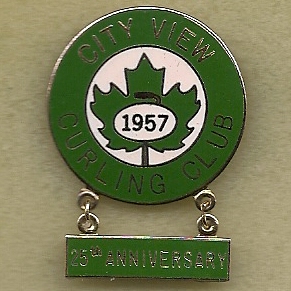 CITY VIEW
1957
CURLING CLUB
25TH ANNIVERSARY